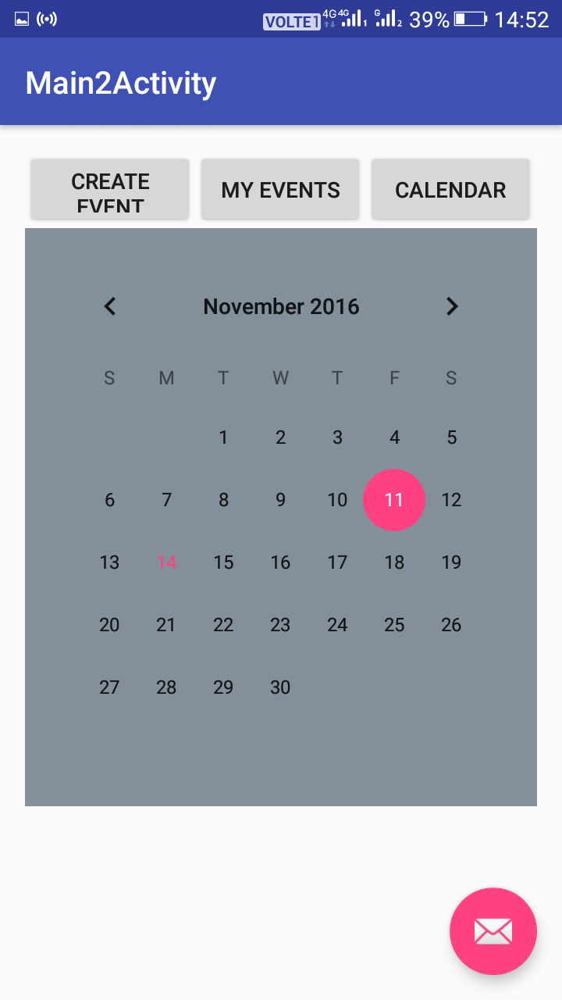 VOLTE1 4G 4G 1 G 2 39% 14:52
Main2Activity
CREATE
EVENT
MY EVENTS
CALENDAR
November 2016
S M T W T F S
1 2 3 4 5
6 7 8 9 10 11 12
13 14 15 16 17 18 19
20 21 22 23 24 25 26
27 28 29 30